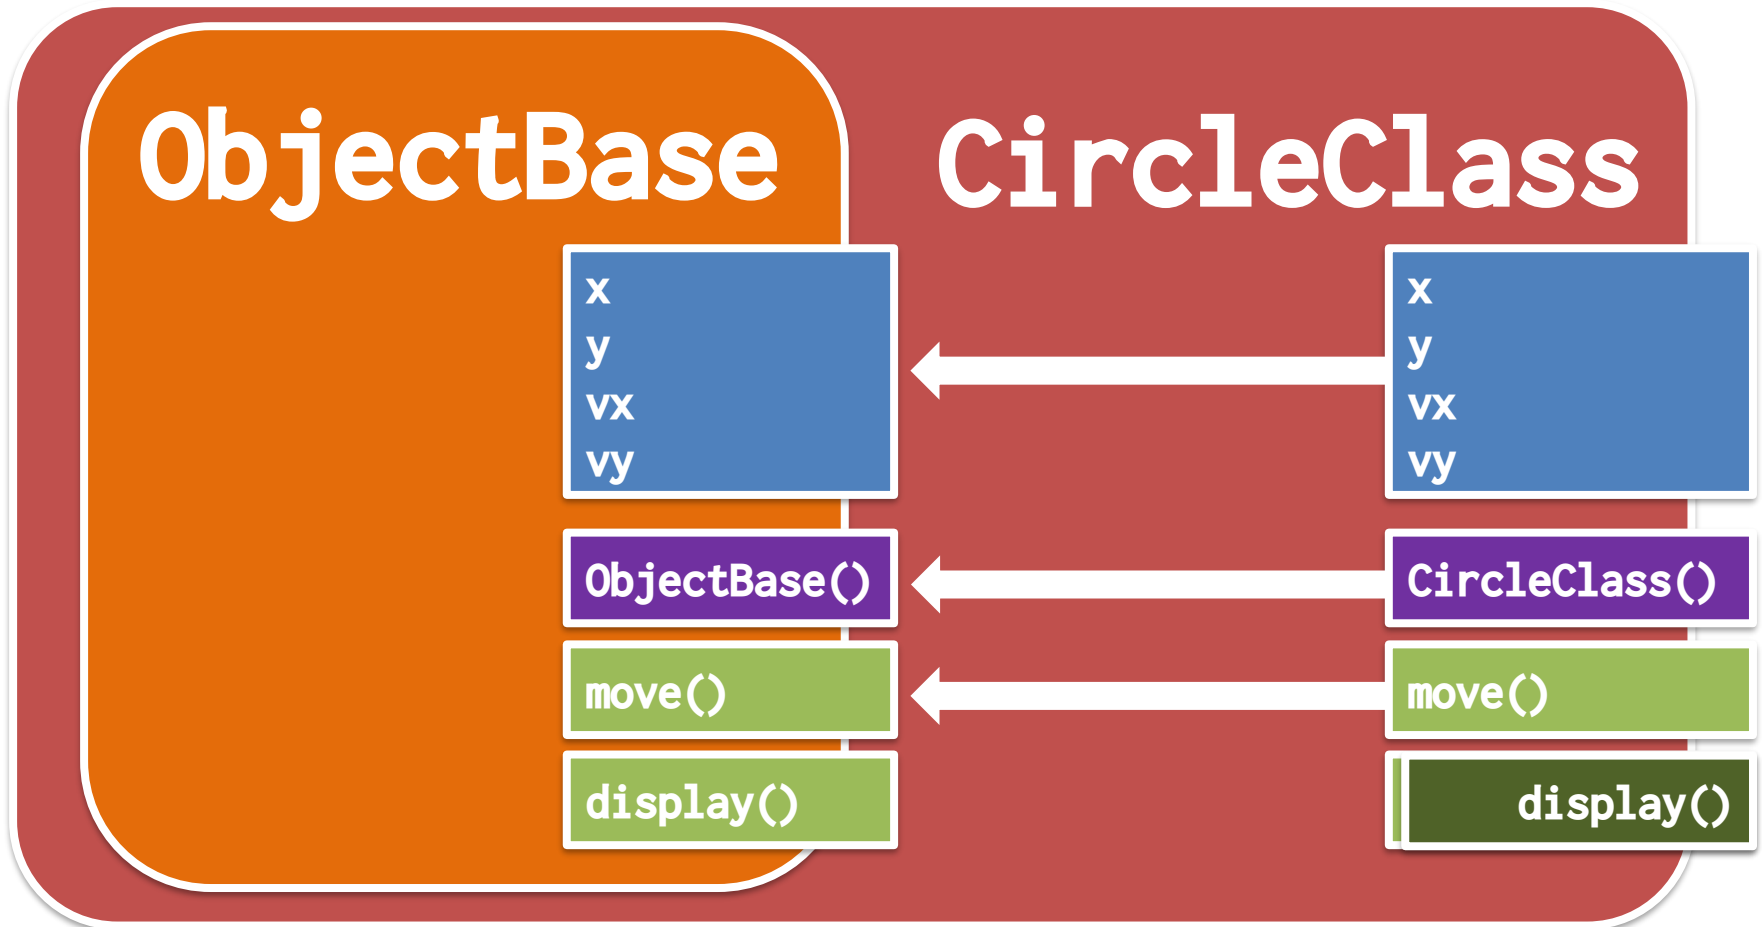 ObjectBase
x
y
vx
vy
ObjectBase()
move()
display()
CircleClass
x
y
vx
vy
CircleClass()
move()
display()